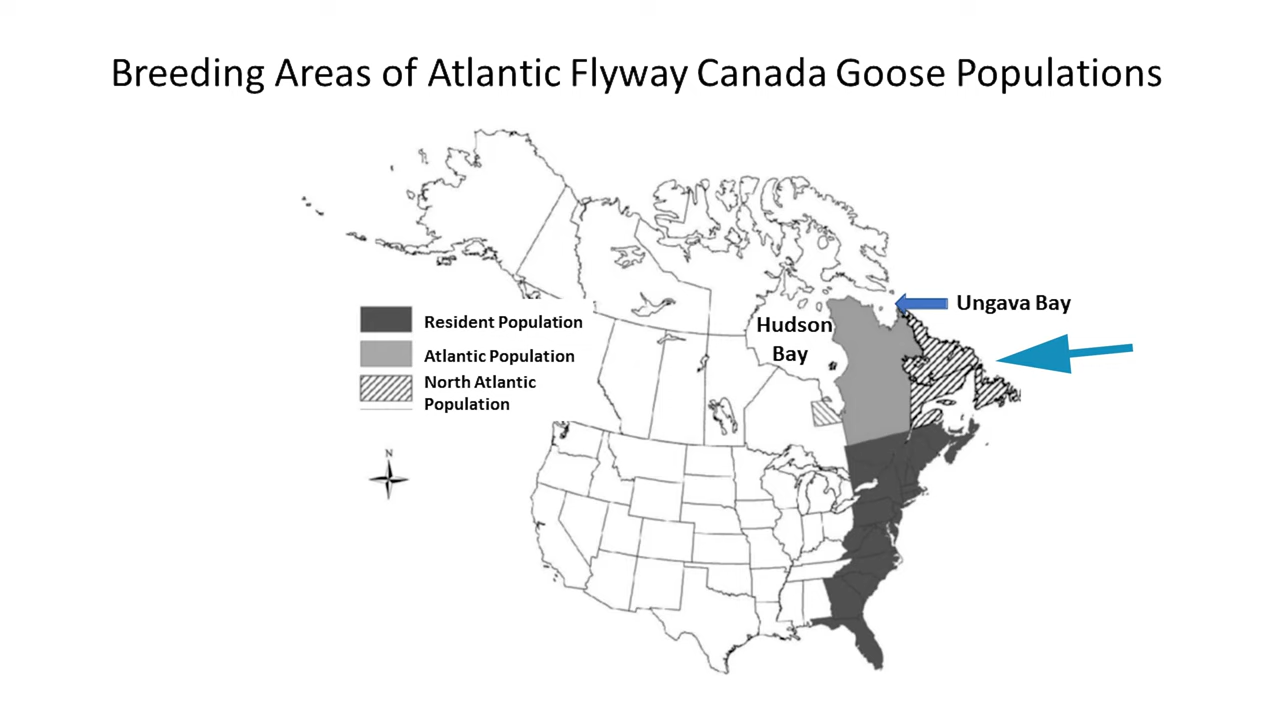 Breeding Areas of Atlantic Flyway Canada Goose Populations
Ungava Bay
Hudson
Bay
Resident Population
Atlantic Population
North Atlantic
Population
N